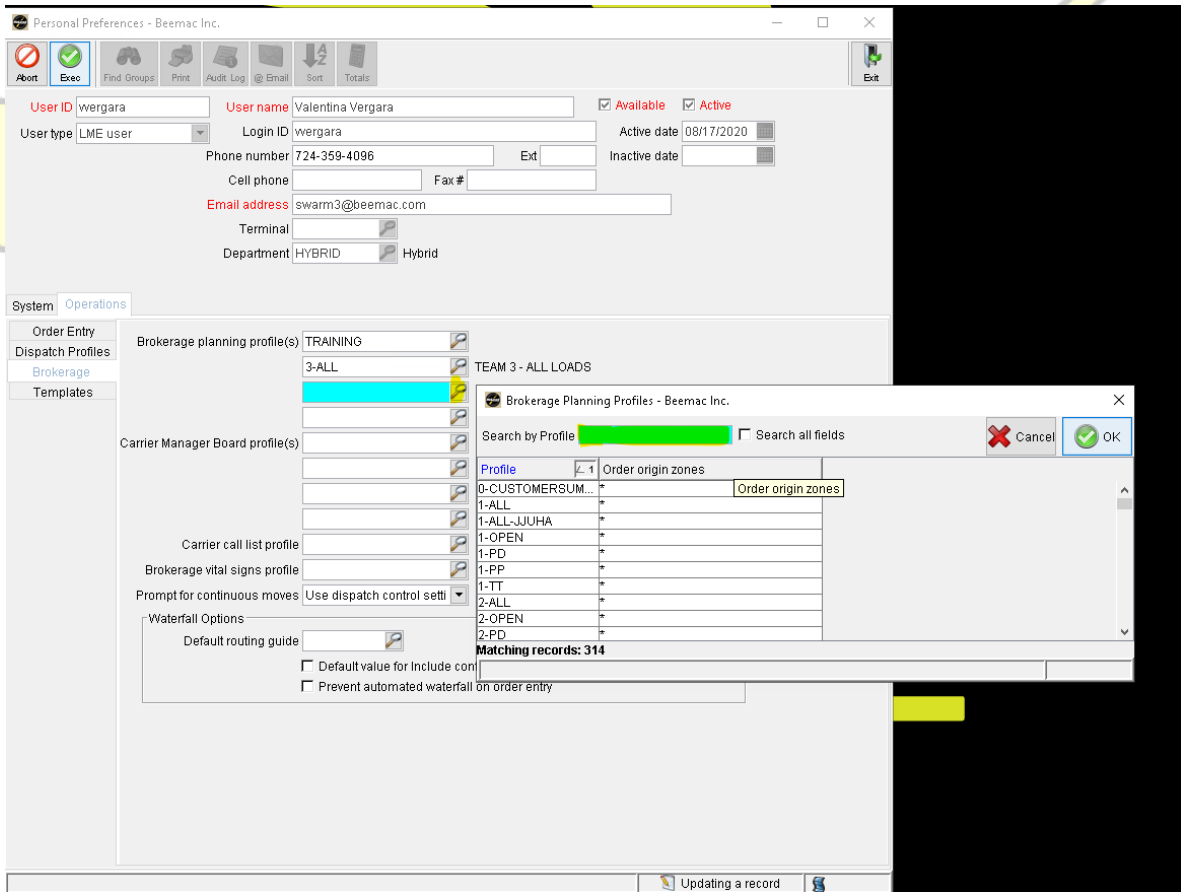 Personal Preferences - Beemac Inc.
Abort Exec Find Groups Print Audit Log @ Email Sort Totals Exit
User ID vvergara User name Valentina Vergara Available Active
User type LME user Login ID vvergara Active date 08/17/2020
Phone number 724-359-4096 Ext Inactive date
Cell phone Fax #
Email address swarm3@beemac.com
Terminal
Department HYBRID Hybrid
System Operations
Order Entry
Dispatch Profiles
Brokerage
Templates
Brokerage planning profile(s) TRAINING
3-ALL TEAM 3 - ALL LOADS
Carrier Manager Board profile(s)
Carrier call list profile
Brokerage vital signs profile
Prompt for continuous moves Use dispatch control setti
Waterfall Options
Default routing guide
Default value for Include con
Prevent automated waterfall on order entry
Brokerage Planning Profiles - Beemac Inc.
Search by Profile Search all fields Cancel OK
Profile 1 Order origin zones
0-CUSTOMERSUM... *
Order origin zones
1-ALL *
1-ALL-JJUHA *
1-OPEN *
1-PD *
1-PP *
1-TT *
2-ALL *
2-OPEN *
2-PD *
Matching records: 314
Updating a record